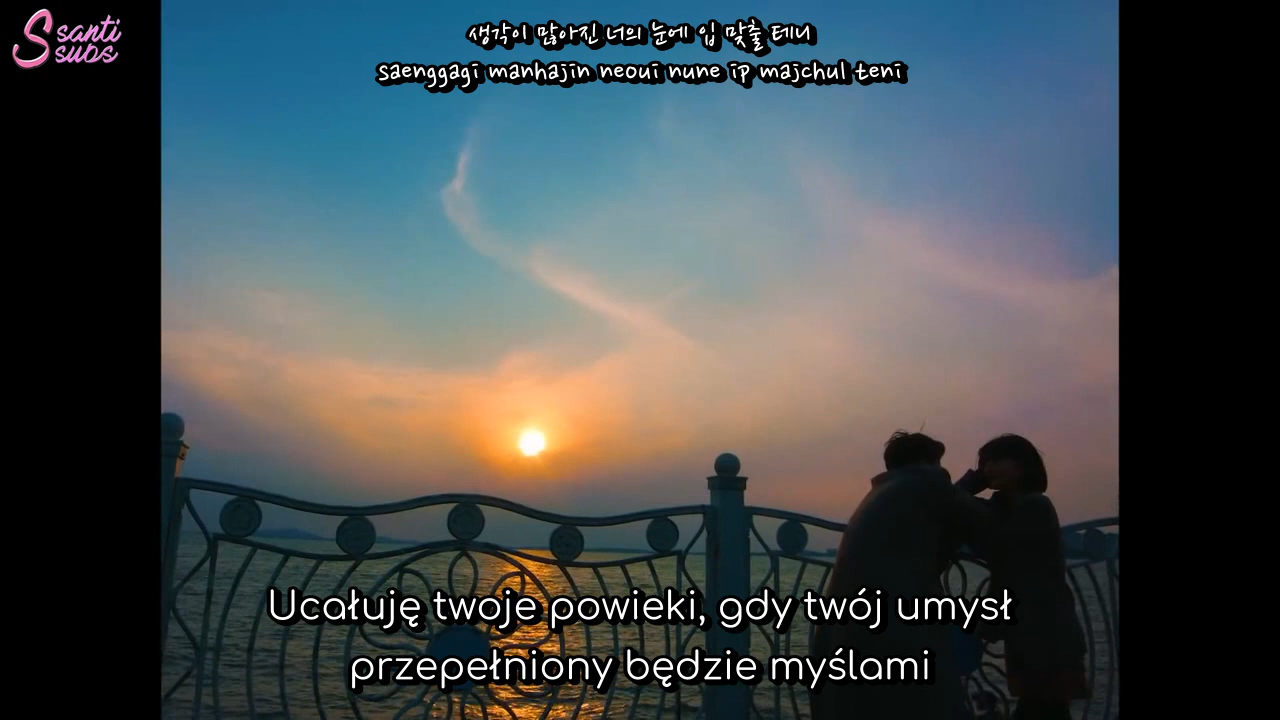 Ssanti
subs
생각이 많아진 너의 눈에 입 맞출 테니
saenggagi manhajin neoui nune ip majchul teni
Ucałuję twoje powieki, gdy twój umysł
przepełniony będzie myślami